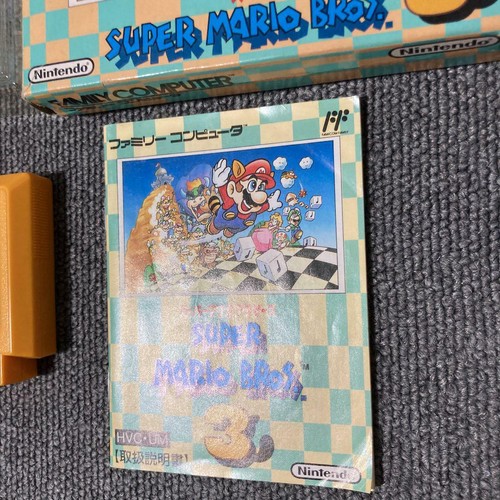 SUPER MARIO BROS.
Nintendo
Nintendo
FAMILY COMPUTER
ファミリー コンピュータ
SUPER
MARIO BROS.™
3
HVC-UM
【取扱説明書】
Nintendo